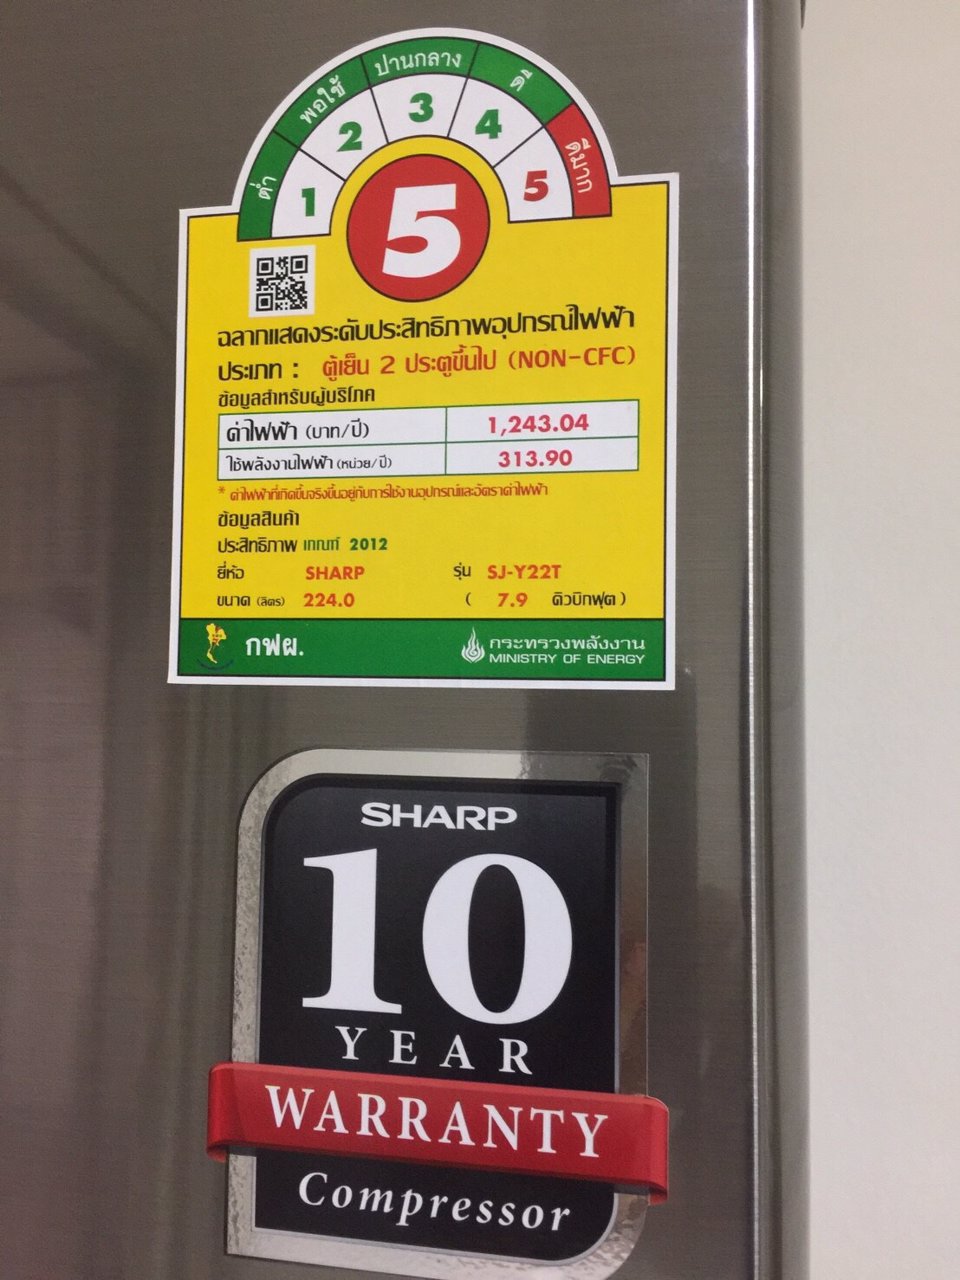 ต่ำ พอใช้ ปานกลาง ดี ดีมาก
1 2 3 4 5
5
ฉลากแสดงระดับประสิทธิภาพอุปกรณ์ไฟฟ้า
ประเภท : ตู้เย็น 2 ประตูขึ้นไป (NON-CFC)
ข้อมูลสำหรับผู้บริโภค
ค่าไฟฟ้า (บาท/ปี) 1,243.04
ใช้พลังงานไฟฟ้า (หน่วย/ปี) 313.90
* ค่าไฟฟ้าที่เกิดขึ้นจริงขึ้นอยู่กับการใช้งานอุปกรณ์และอัตราค่าไฟฟ้า
ข้อมูลสินค้า
ประสิทธิภาพ เกณฑ์ 2012
ยี่ห้อ SHARP รุ่น SJ-Y22T
ขนาด (ลิตร) 224.0 ( 7.9 คิวบิกฟุต )
กฟผ. กระทรวงพลังงาน
MINISTRY OF ENERGY
SHARP
10
YEAR
WARRANTY
Compressor